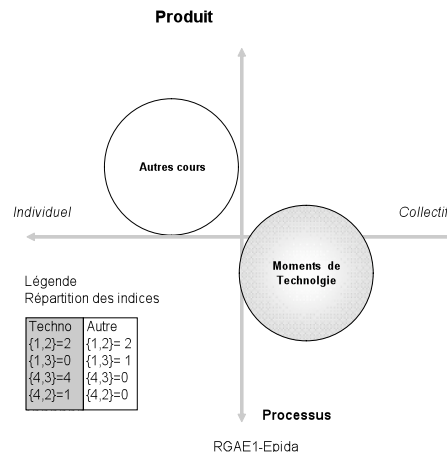 Produit
Autres cours
Individuel
Collectif
Moments de
Technolgie
Légende
Répartition des indices
Techno Autre
{1,2}=2 {1,2}= 2
{1,3}=0 {1,3}= 1
{4,3}=4 {4,3}=0
{4,2}=1 {4,2}=0
Processus
RGAE1-Epida